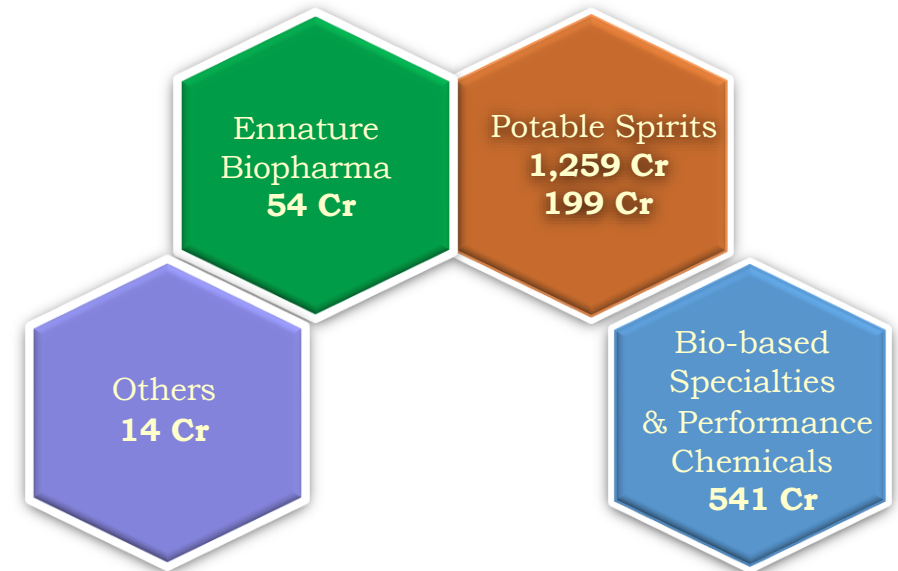 Ennature
Biopharma
54 Cr
Potable Spirits
1,259 Cr
199 Cr
Others
14 Cr
Bio-based
Specialties
& Performance
Chemicals
541 Cr